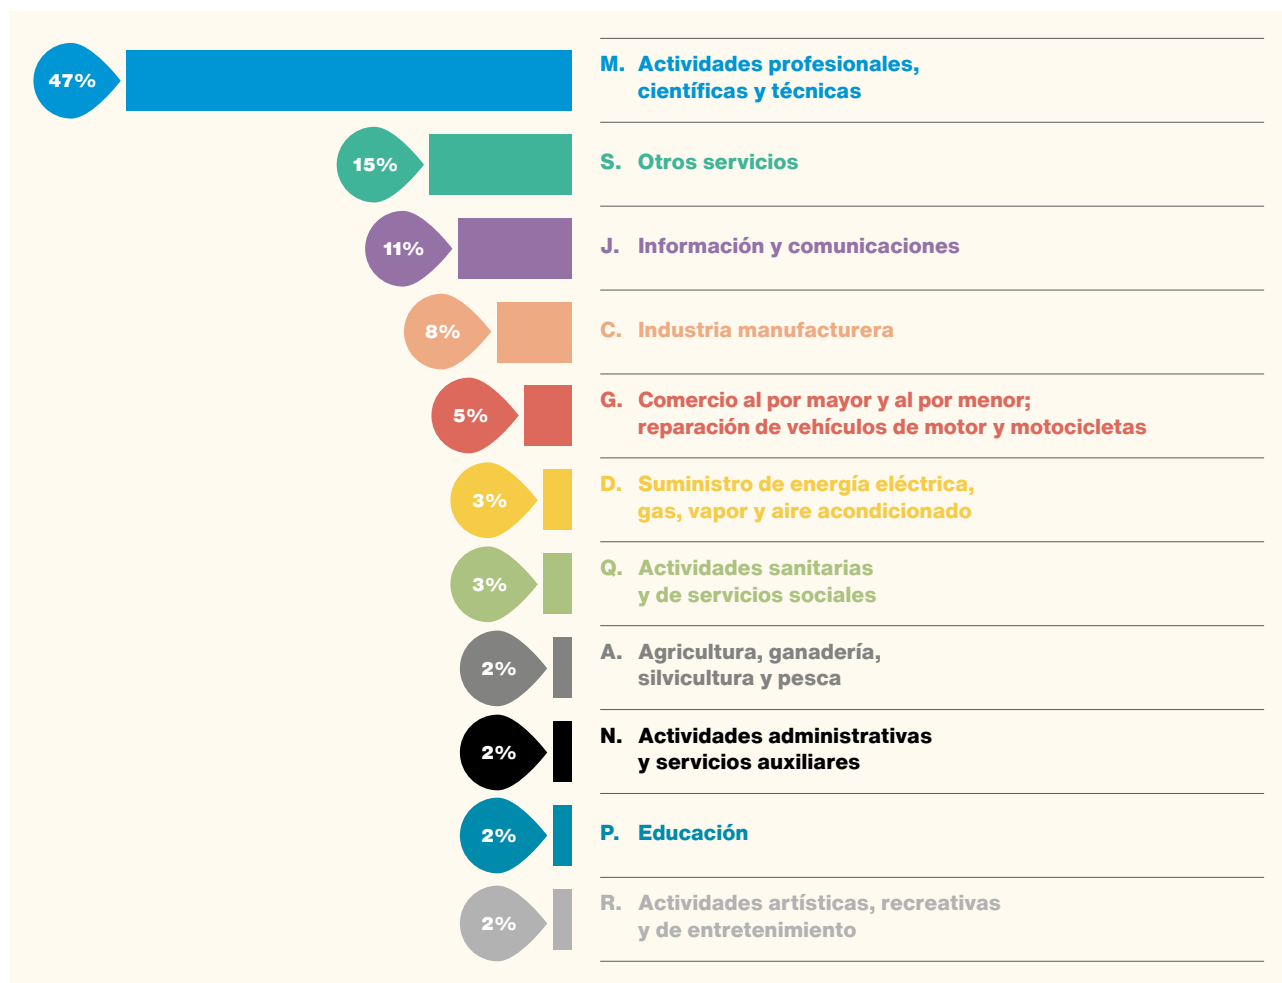 47%
M. Actividades profesionales,
científicas y técnicas
15%
S. Otros servicios
11%
J. Información y comunicaciones
8%
C. Industria manufacturera
5%
G. Comercio al por mayor y al por menor;
reparación de vehículos de motor y motocicletas
3%
D. Suministro de energía eléctrica,
gas, vapor y aire acondicionado
3%
Q. Actividades sanitarias
y de servicios sociales
2%
A. Agricultura, ganadería,
silvicultura y pesca
2%
N. Actividades administrativas
y servicios auxiliares
2%
P. Educación
2%
R. Actividades artísticas, recreativas
y de entretenimiento